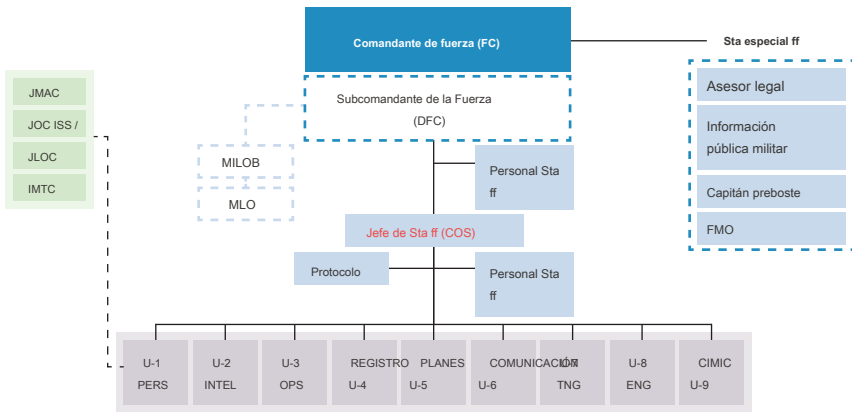 Comandante de fuerza (FC)
Sta especial ff
Subcomandante de la Fuerza
(DFC)
JMAC
JOC ISS /
JLOC
IMTC
MILOB
MLO
Personal Sta
ff
Asesor legal
Información
pública militar
Capitán preboste
FMO
Jefe de Sta ff (COS)
Protocolo
Personal Sta
ff
U-1
PERS
U-2
INTEL
U-3
OPS
REGISTRO
U-4
PLANES
U-5
COMUNICACIÓN
U-6
U-7
TNG
U-8
ENG
CIMIC
U-9